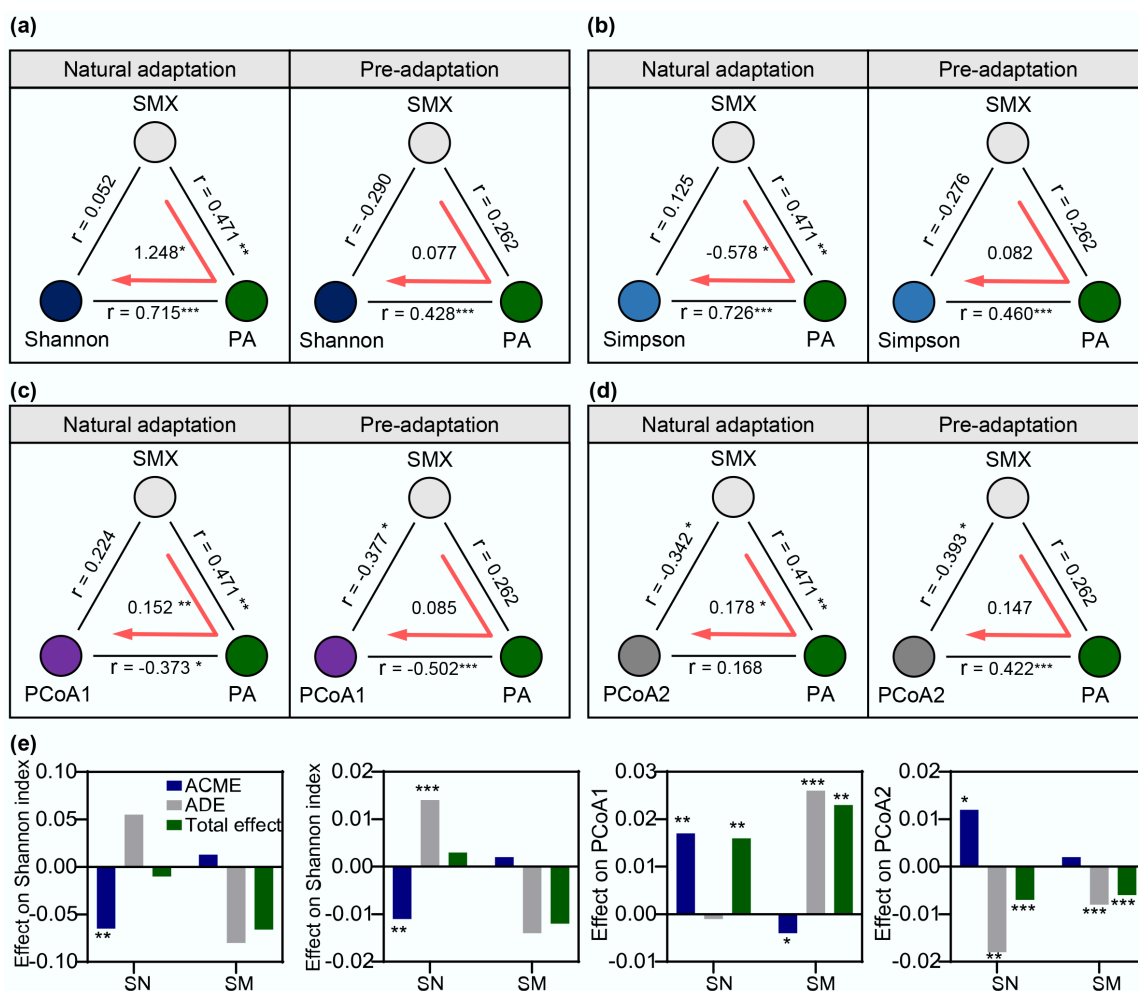 (a)
Natural adaptation
Pre-adaptation
SMX
SMX
r = 0.052
r = 0.471 **
r = -0.290
r = 0.262
1.248*
0.077
r = 0.715***
r = 0.428***
Shannon
PA
Shannon
PA
(b)
Natural adaptation
Pre-adaptation
SMX
SMX
r = 0.125
r = 0.471 **
r = -0.276
r = 0.262
-0.578 *
0.082
r = 0.726***
r = 0.460***
Simpson
PA
Simpson
PA
(c)
Natural adaptation
Pre-adaptation
SMX
SMX
r = 0.224
r = 0.471 **
r = -0.377 *
r = 0.262
0.152 **
0.085
r = -0.373 *
r = -0.502***
PCoA1
PA
PCoA1
PA
(d)
Natural adaptation
Pre-adaptation
SMX
SMX
r = -0.342 *
r = 0.471 **
r = -0.393 *
r = 0.262
0.178 *
0.147
r = 0.168
r = 0.422***
PCoA2
PA
PCoA2
PA
(e)
Effect on Shannon index
0.10
0.05
0.00
-0.05
-0.10
ACME
ADE
Total effect
**
SN
SM
Effect on Shannon index
0.02
0.01
0.00
-0.01
-0.02
***
**
SN
SM
Effect on PCoA1
0.03
0.02
0.01
0.00
-0.01
**
**
***
**
*
SN
SM
Effect on PCoA2
0.02
0.01
0.00
-0.01
-0.02
*
**
***
***
***
SN
SM